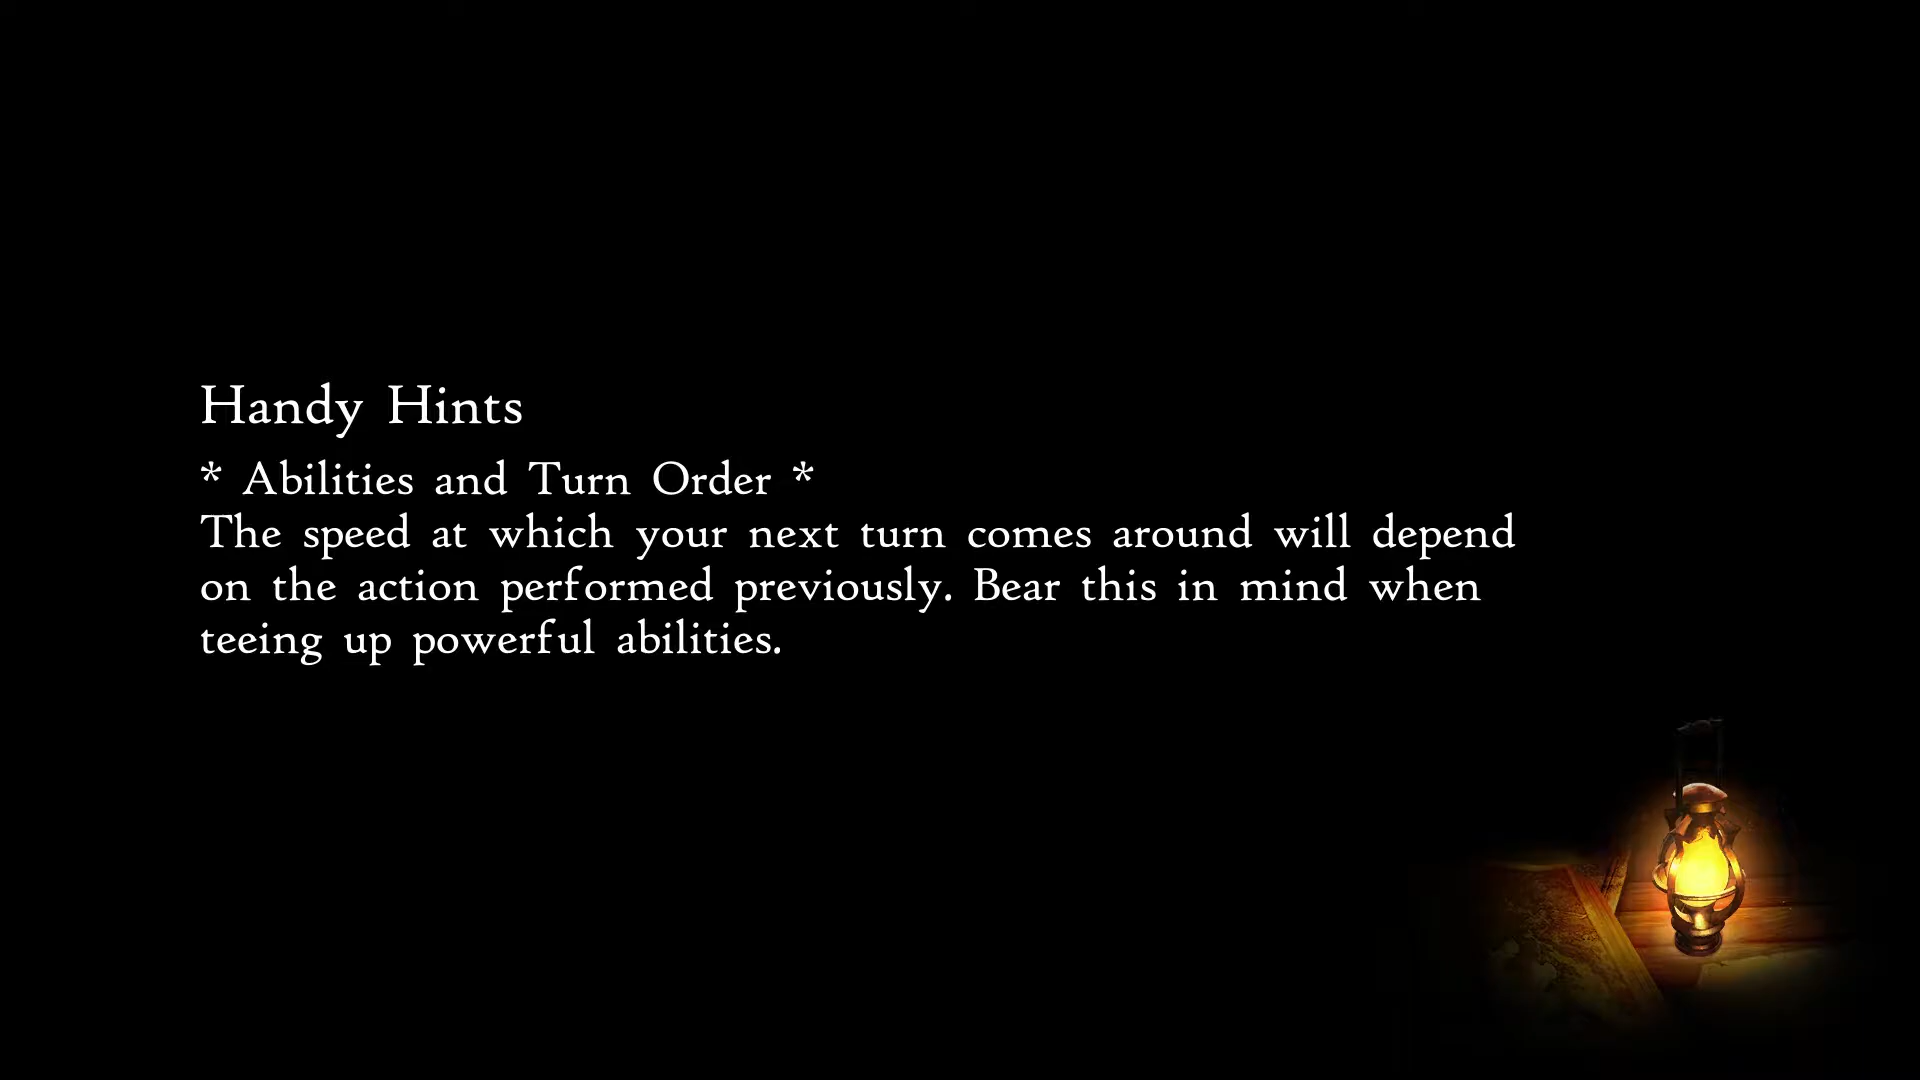 Handy Hints
* Abilities and Turn Order *
The speed at which your next turn comes around will depend
on the action performed previously. Bear this in mind when
teeing up powerful abilities.